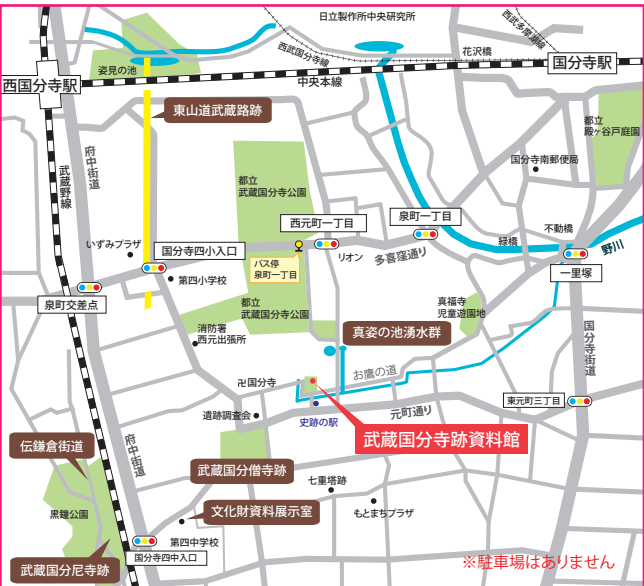 日立製作所中央研究所
西武国分寺線
西武多摩湖線
花沢橋
国分寺駅
姿見の池
中央本線
西国分寺駅
東山道武蔵路跡
都立
殿ヶ谷戸庭園
国分寺南郵便局
府中街道
武蔵野線
都立
武蔵国分寺公園
西元町一丁目
泉町一丁目
不動橋
緑橋
野川
いずみプラザ
国分寺四小入口
バス停
泉町一丁目
リオン
多喜窪通り
一里塚
第四小学校
泉町交差点
都立
武蔵国分寺公園
真福寺
児童遊園地
消防署
西元出張所
真姿の池湧水群
国分寺街道
お鷹の道
卍国分寺
東元町三丁目
遺跡調査会
史跡の駅
元町通り
武蔵国分寺跡資料館
伝鎌倉街道
府中街道
武蔵国分僧寺跡
七重塔跡
黒鐘公園
文化財資料展示室
もとまちプラザ
第四中学校
国分寺四中入口
武蔵国分尼寺跡
※駐車場はありません